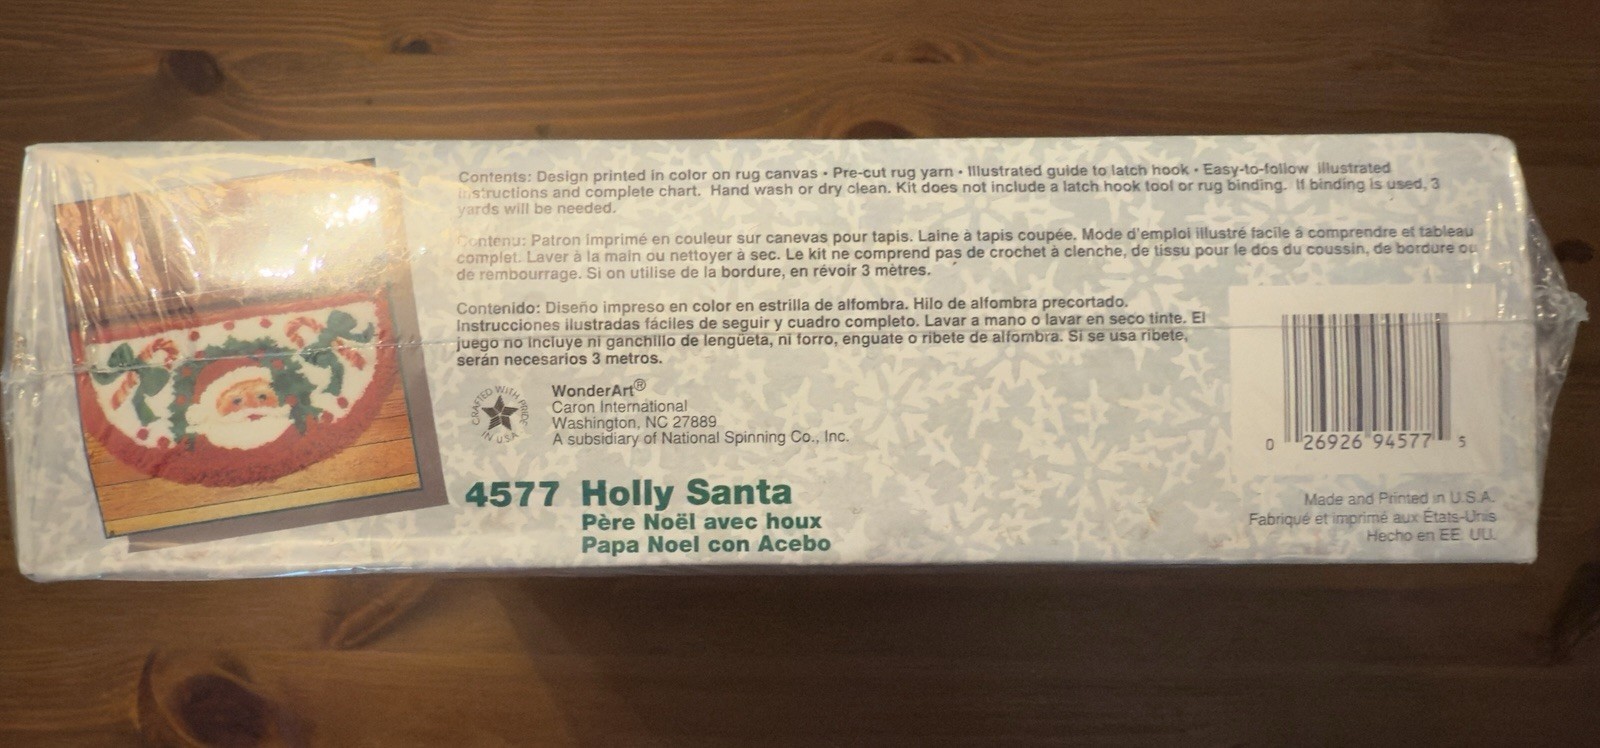 Contents: Design printed in color on rug canvas • Pre-cut rug yarn • Illustrated guide to latch hook • Easy-to-follow illustrated
instructions and complete chart. Hand wash or dry clean. Kit does not include a latch hook tool or rug binding. If binding is used, 3
yards will be needed.
Contenu: Patron imprimé en couleur sur canevas pour tapis. Laine à tapis coupée. Mode d'emploi illustré facile à comprendre et tableau
complet. Laver à la main ou nettoyer à sec. Le kit ne comprend pas de crochet à clenche, de tissu pour le dos du coussin, de bordure ou
de rembourrage. Si on utilise de la bordure, en révoir 3 mètres.
Contenido: Diseño impreso en color en estrilla de alfombra. Hilo de alfombra precortado.
Instrucciones ilustradas fáciles de seguir y cuadro completo. Lavar a mano o lavar en seco tinte. El
juego no incluye ni ganchillo de lengüeta, ni forro, enguate o ribete de alfombra. Si se usa ribete,
serán necesarios 3 metros.
CRAFTED WITH PRIDE
IN USA
WonderArt®
Caron International
Washington, NC 27889
A subsidiary of National Spinning Co., Inc.
4577 Holly Santa
Père Noël avec houx
Papa Noel con Acebo
0 26926 94577 5
Made and Printed in U.S.A.
Fabriqué et imprimé aux États-Unis
Hecho en EE. UU.